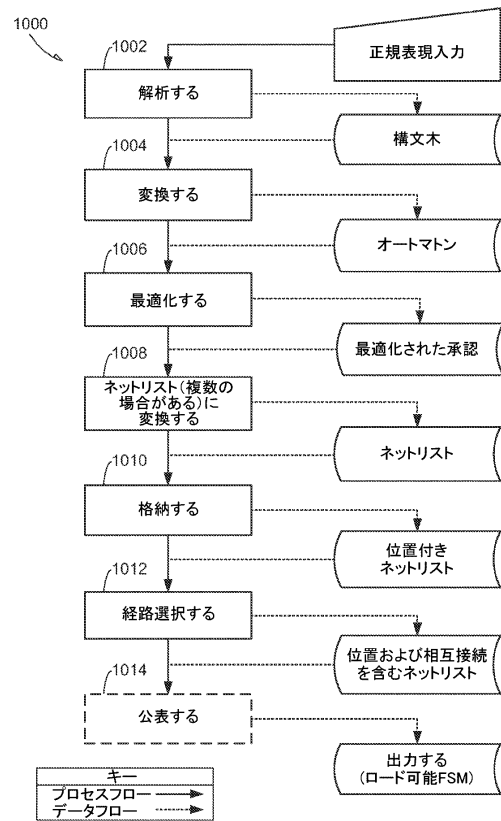 1000
正規表現入力
1002
解析する
構文木
1004
変換する
オートマトン
1006
最適化する
最適化された承認
1008
ネットリスト(複数の
場合がある)に
変換する
ネットリスト
1010
格納する
位置付き
ネットリスト
1012
経路選択する
位置および相互接続
を含むネットリスト
1014
公表する
出力する
(ロード可能FSM)
キー
プロセスフロー
データフロー